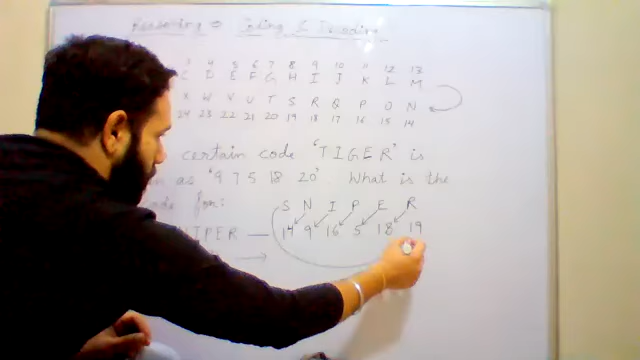 Reasoning ⇒ Coding & Decoding
3 4 5 6 7 8 9 10 11 12 13
C D E F G H I J K L M
X W V U T S R Q P O N
24 23 22 21 20 19 18 17 16 15 14
certain code "TIGER" is
as "9 7 5 18 20". What is the
for:
S N I P E R
NIPER — 14 9 16 5 18 19